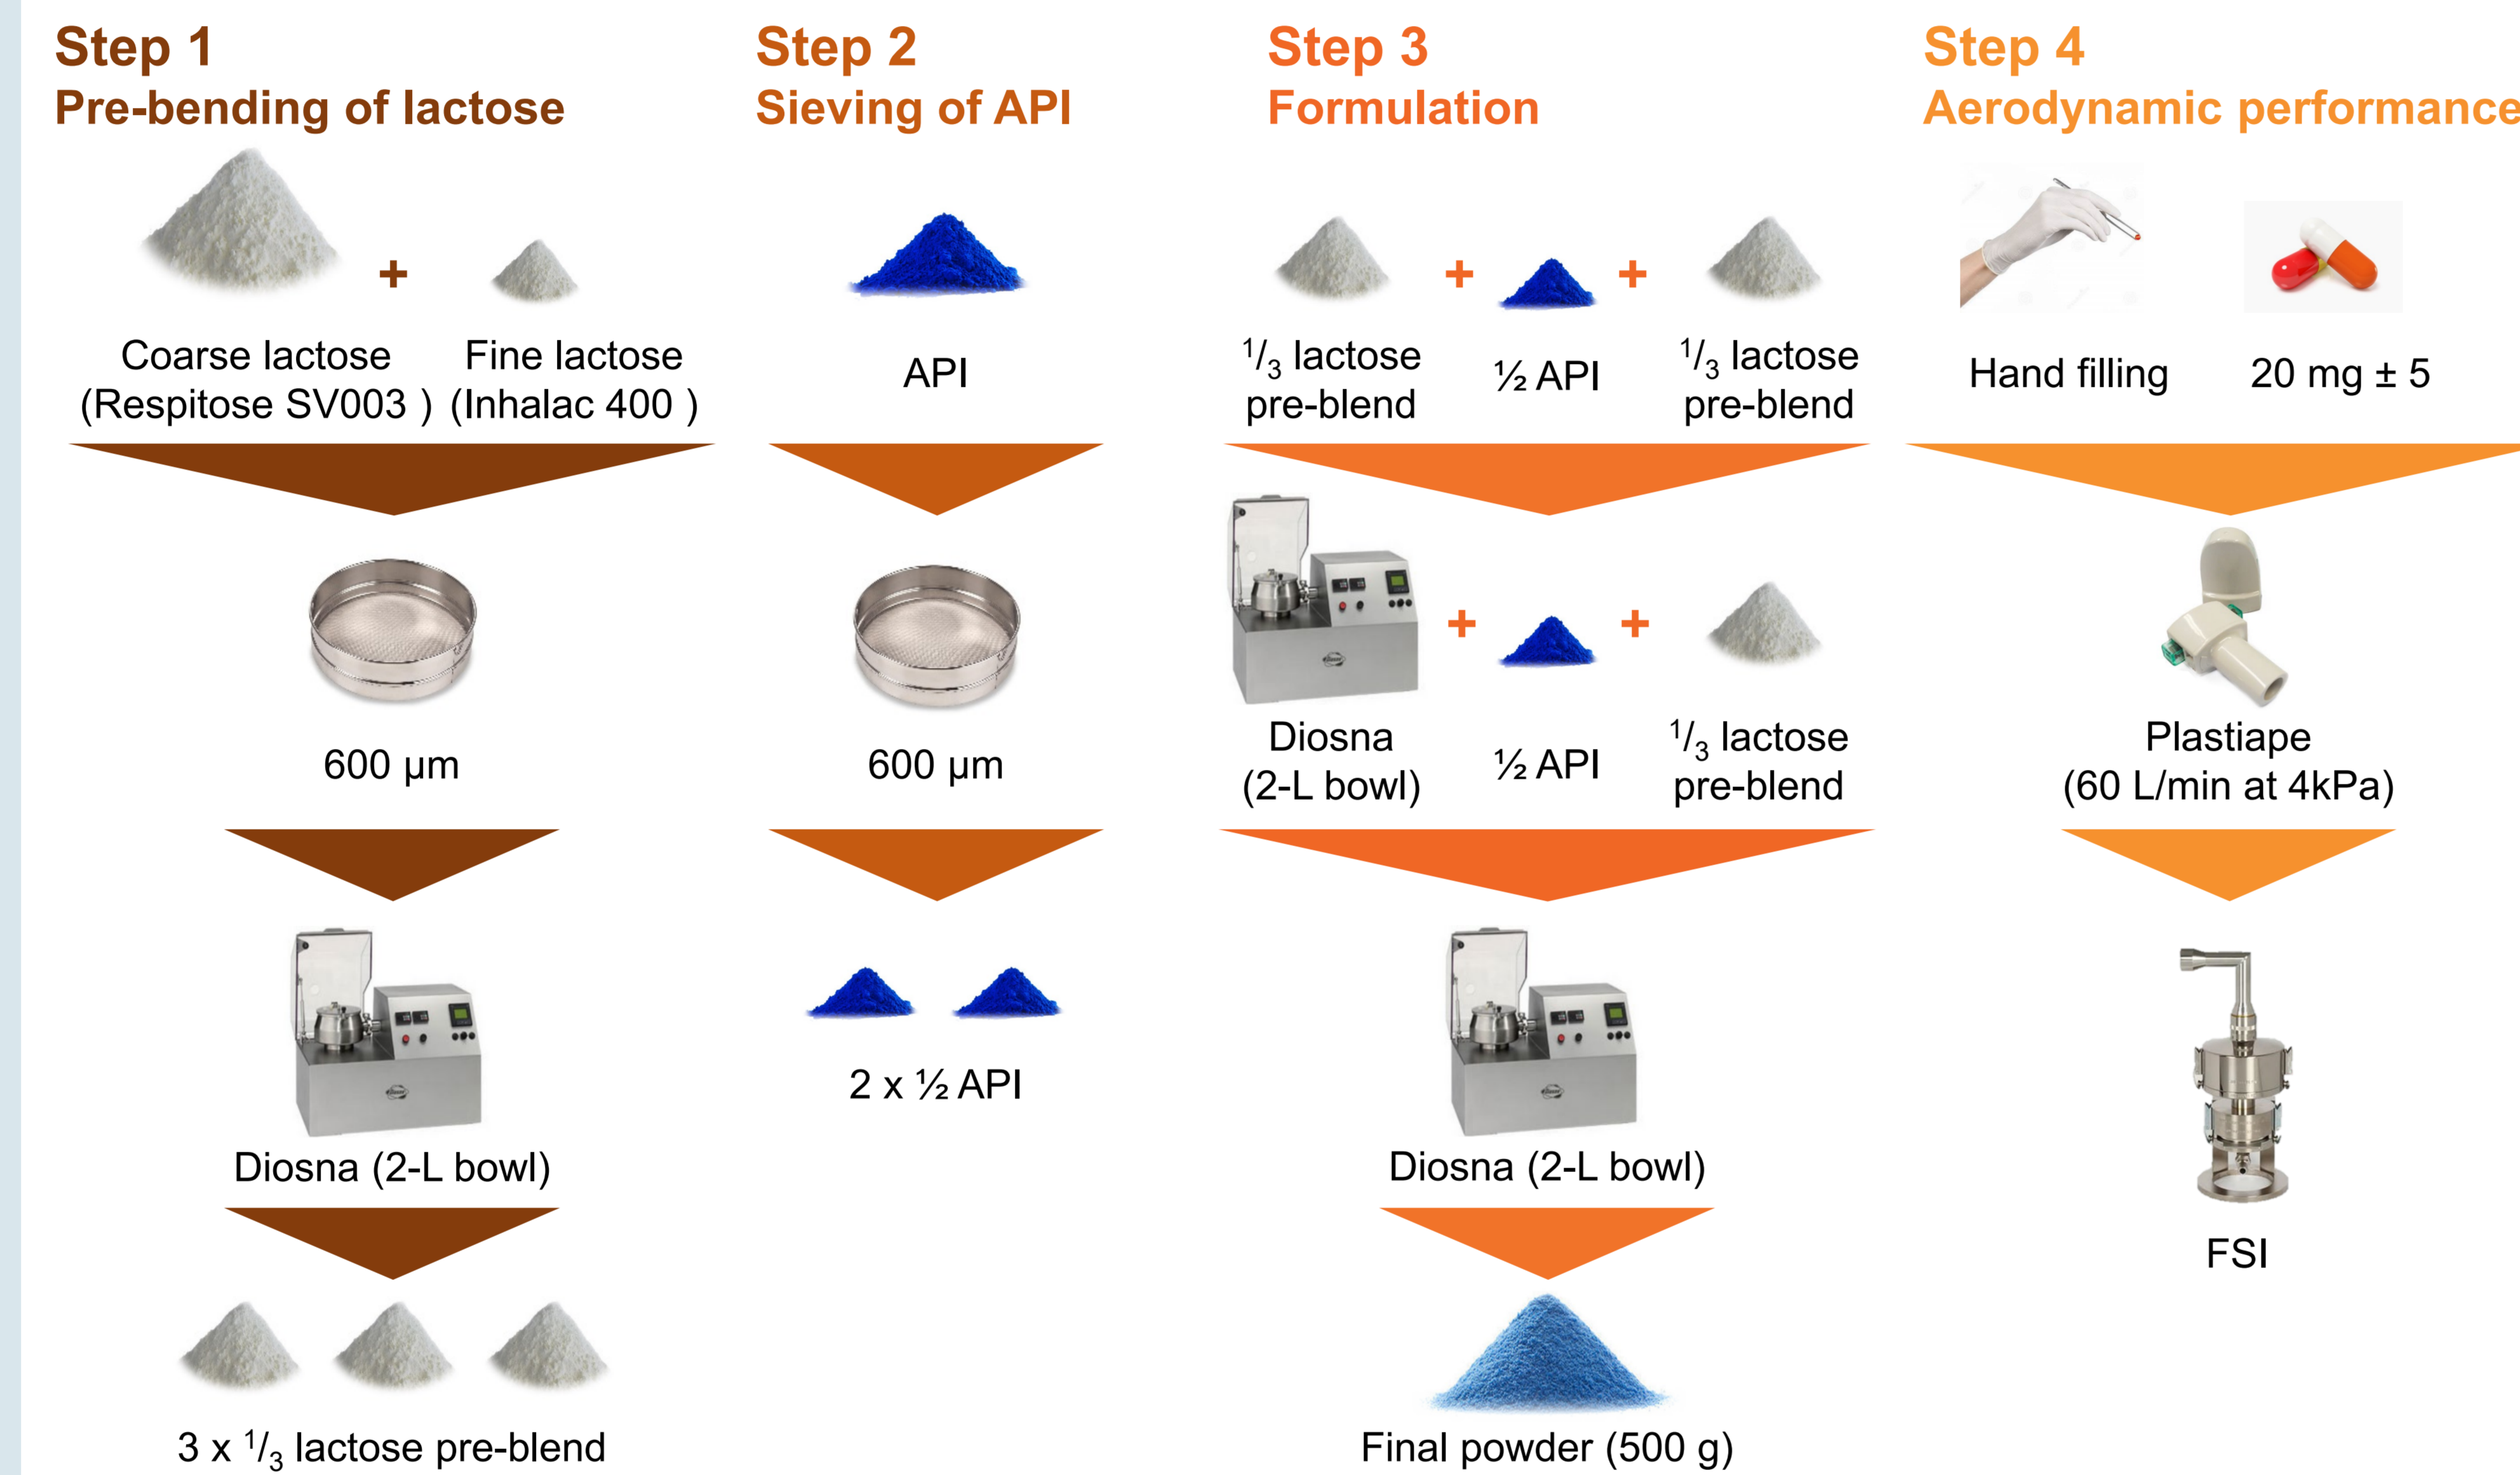 Step 1
Pre-bending of lactose
Coarse lactose
(Respitose SV003 )
Fine lactose
(Inhalac 400 )
600 µm
Diosna (2-L bowl)
3 x 1/3 lactose pre-blend
Step 2
Sieving of API
API
600 µm
2 x ½ API
Step 3
Formulation
1/3 lactose
pre-blend
+
½ API
+
1/3 lactose
pre-blend
Diosna
(2-L bowl)
+
½ API
+
1/3 lactose
pre-blend
Diosna (2-L bowl)
Final powder (500 g)
Step 4
Aerodynamic performance
Hand filling
20 mg ± 5
Plastiape
(60 L/min at 4kPa)
FSI